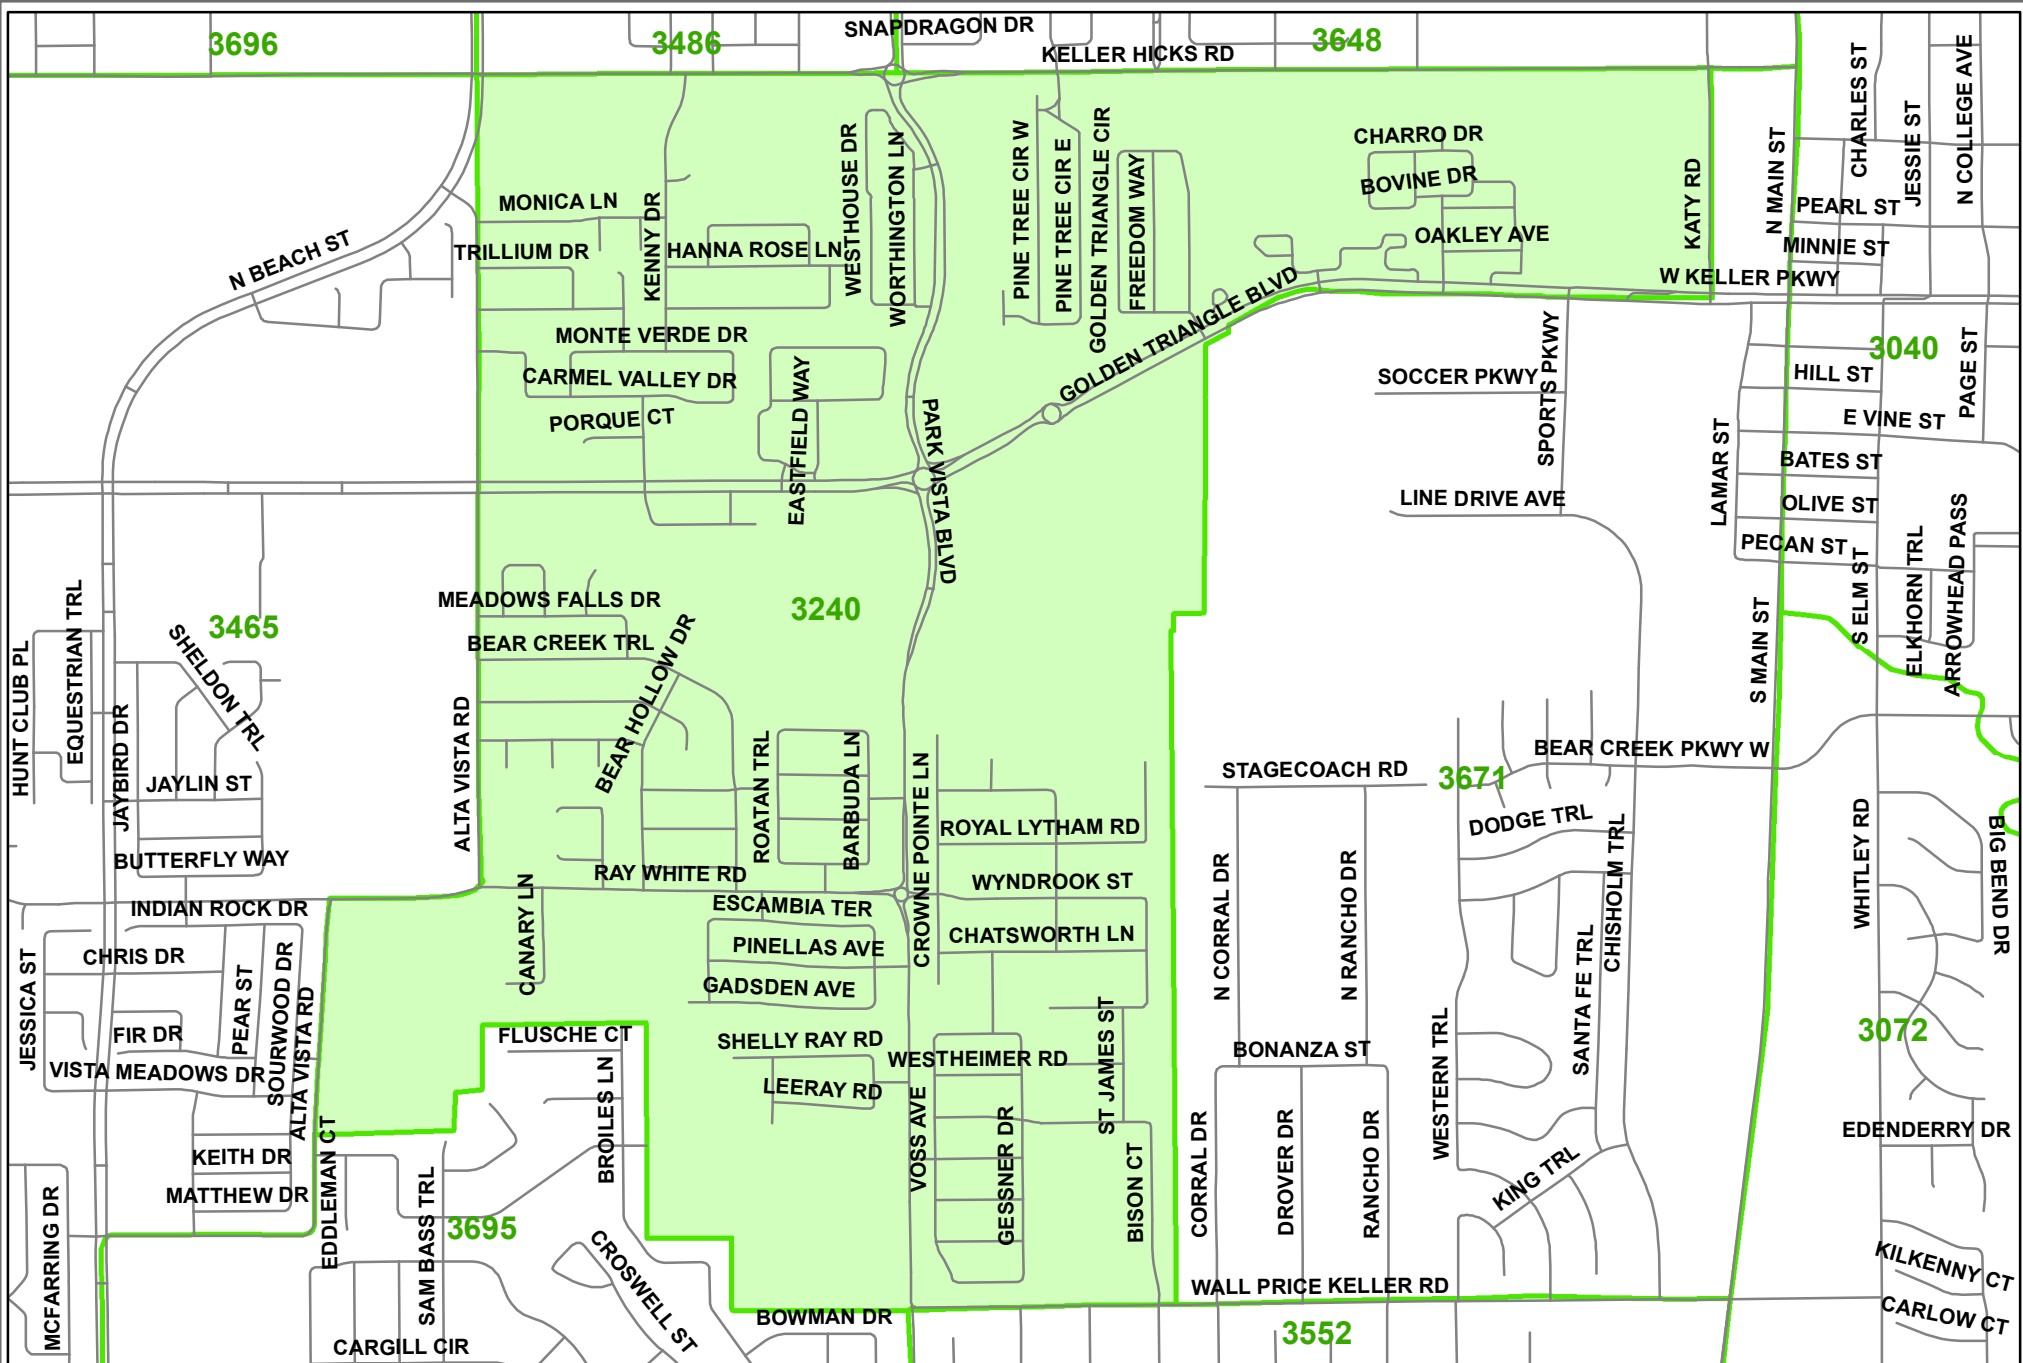 SNAPDRAGON DR
3696
3486
3648
KELLER HICKS RD
CHARLES ST
JESSIE ST
N COLLEGE AVE
CHARRO DR
BOVINE DR
WESTHOUSE DR
WORTHINGTON LN
PINE TREE CIR W
PINE TREE CIR E
GOLDEN TRIANGLE CIR
FREEDOM WAY
KATY RD
N MAIN ST
MONICA LN
KENNY DR
PEARL ST
TRILLIUM DR
HANNA ROSE LN
OAKLEY AVE
MINNIE ST
N BEACH ST
W KELLER PKWY
MONTE VERDE DR
GOLDEN TRIANGLE BLVD
3040
PAGE ST
CARMEL VALLEY DR
SOCCER PKWY
SPORTS PKWY
HILL ST
PORQUE CT
EASTFIELD WAY
PARK VISTA BLVD
E VINE ST
LAMAR ST
BATES ST
LINE DRIVE AVE
OLIVE ST
PECAN ST
S ELM ST
ELKHORN TRL
ARROWHEAD PASS
MEADOWS FALLS DR
3240
3465
BEAR CREEK TRL
BEAR HOLLOW DR
HUNT CLUB PL
EQUESTRIAN TRL
SHELDON TRL
JAYBIRD DR
ALTA VISTA RD
S MAIN ST
BEAR CREEK PKWY W
STAGECOACH RD
3671
JAYLIN ST
ROATAN TRL
BARBUDA LN
CROWNE POINTE LN
ROYAL LYTHAM RD
DODGE TRL
CHISHOLM TRL
WHITLEY RD
BIG BEND DR
BUTTERFLY WAY
RAY WHITE RD
WYNDROOK ST
N CORRAL DR
N RANCHO DR
INDIAN ROCK DR
CANARY LN
ESCAMBIA TER
CHATSWORTH LN
CHRIS DR
PINELLAS AVE
GADSDEN AVE
JESSICA ST
PEAR ST
SOURWOOD DR
ALTA VISTA RD
SANTA FE TRL
FIR DR
FLUSCHE CT
SHELLY RAY RD
WESTHEIMER RD
ST JAMES ST
BONANZA ST
WESTERN TRL
3072
VISTA MEADOWS DR
LEERAY RD
BROILES LN
VOSS AVE
GESSNER DR
BISON CT
CORRAL DR
DROVER DR
RANCHO DR
EDENDERRY DR
KEITH DR
EDDLEMAN CT
KING TRL
MATTHEW DR
SAM BASS TRL
3695
MCFARRING DR
CROSWELL ST
KILKENNY CT
WALL PRICE KELLER RD
BOWMAN DR
CARLOW CT
3552
CARGILL CIR